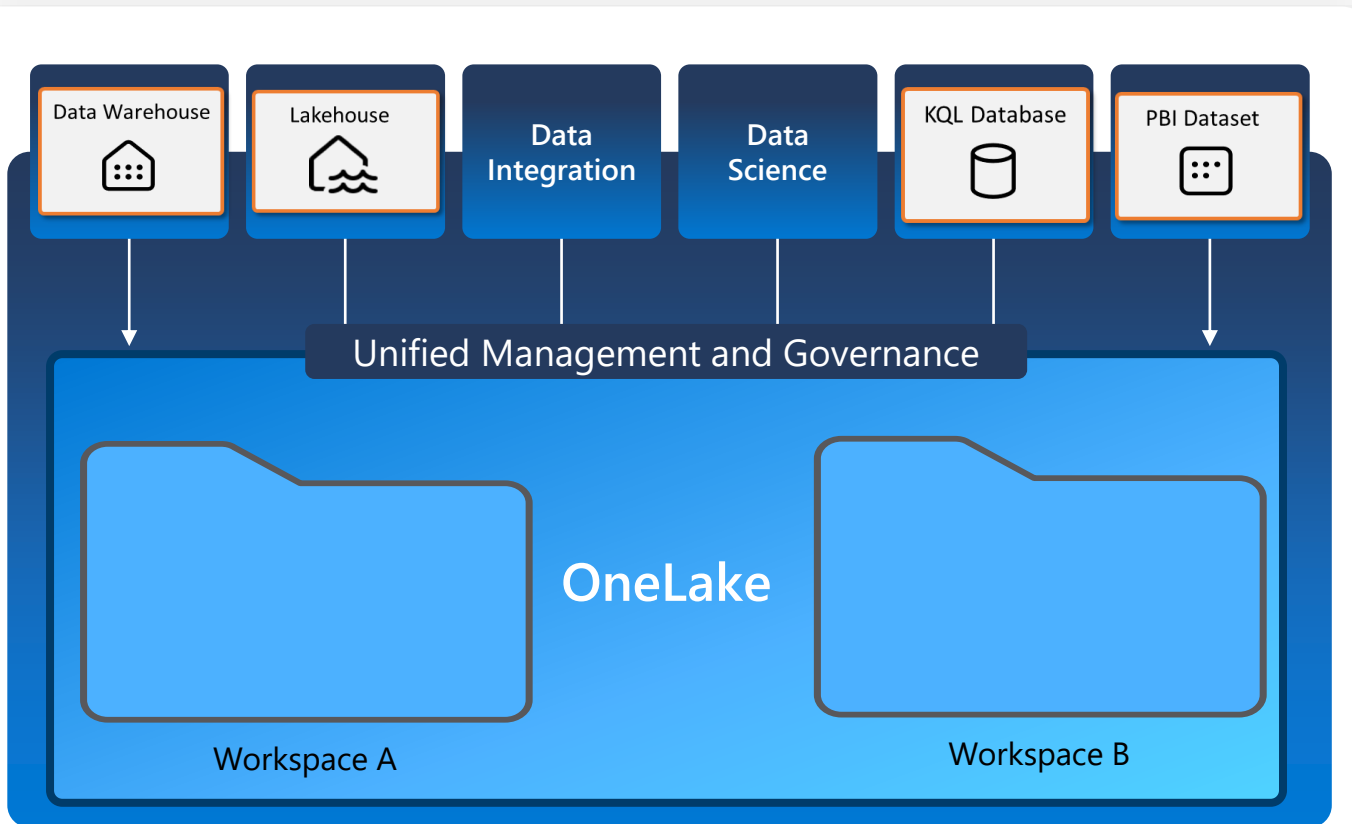 Data Warehouse
Lakehouse
Data
Integration
Data
Science
KQL Database
PBI Dataset
Unified Management and Governance
OneLake
Workspace A
Workspace B